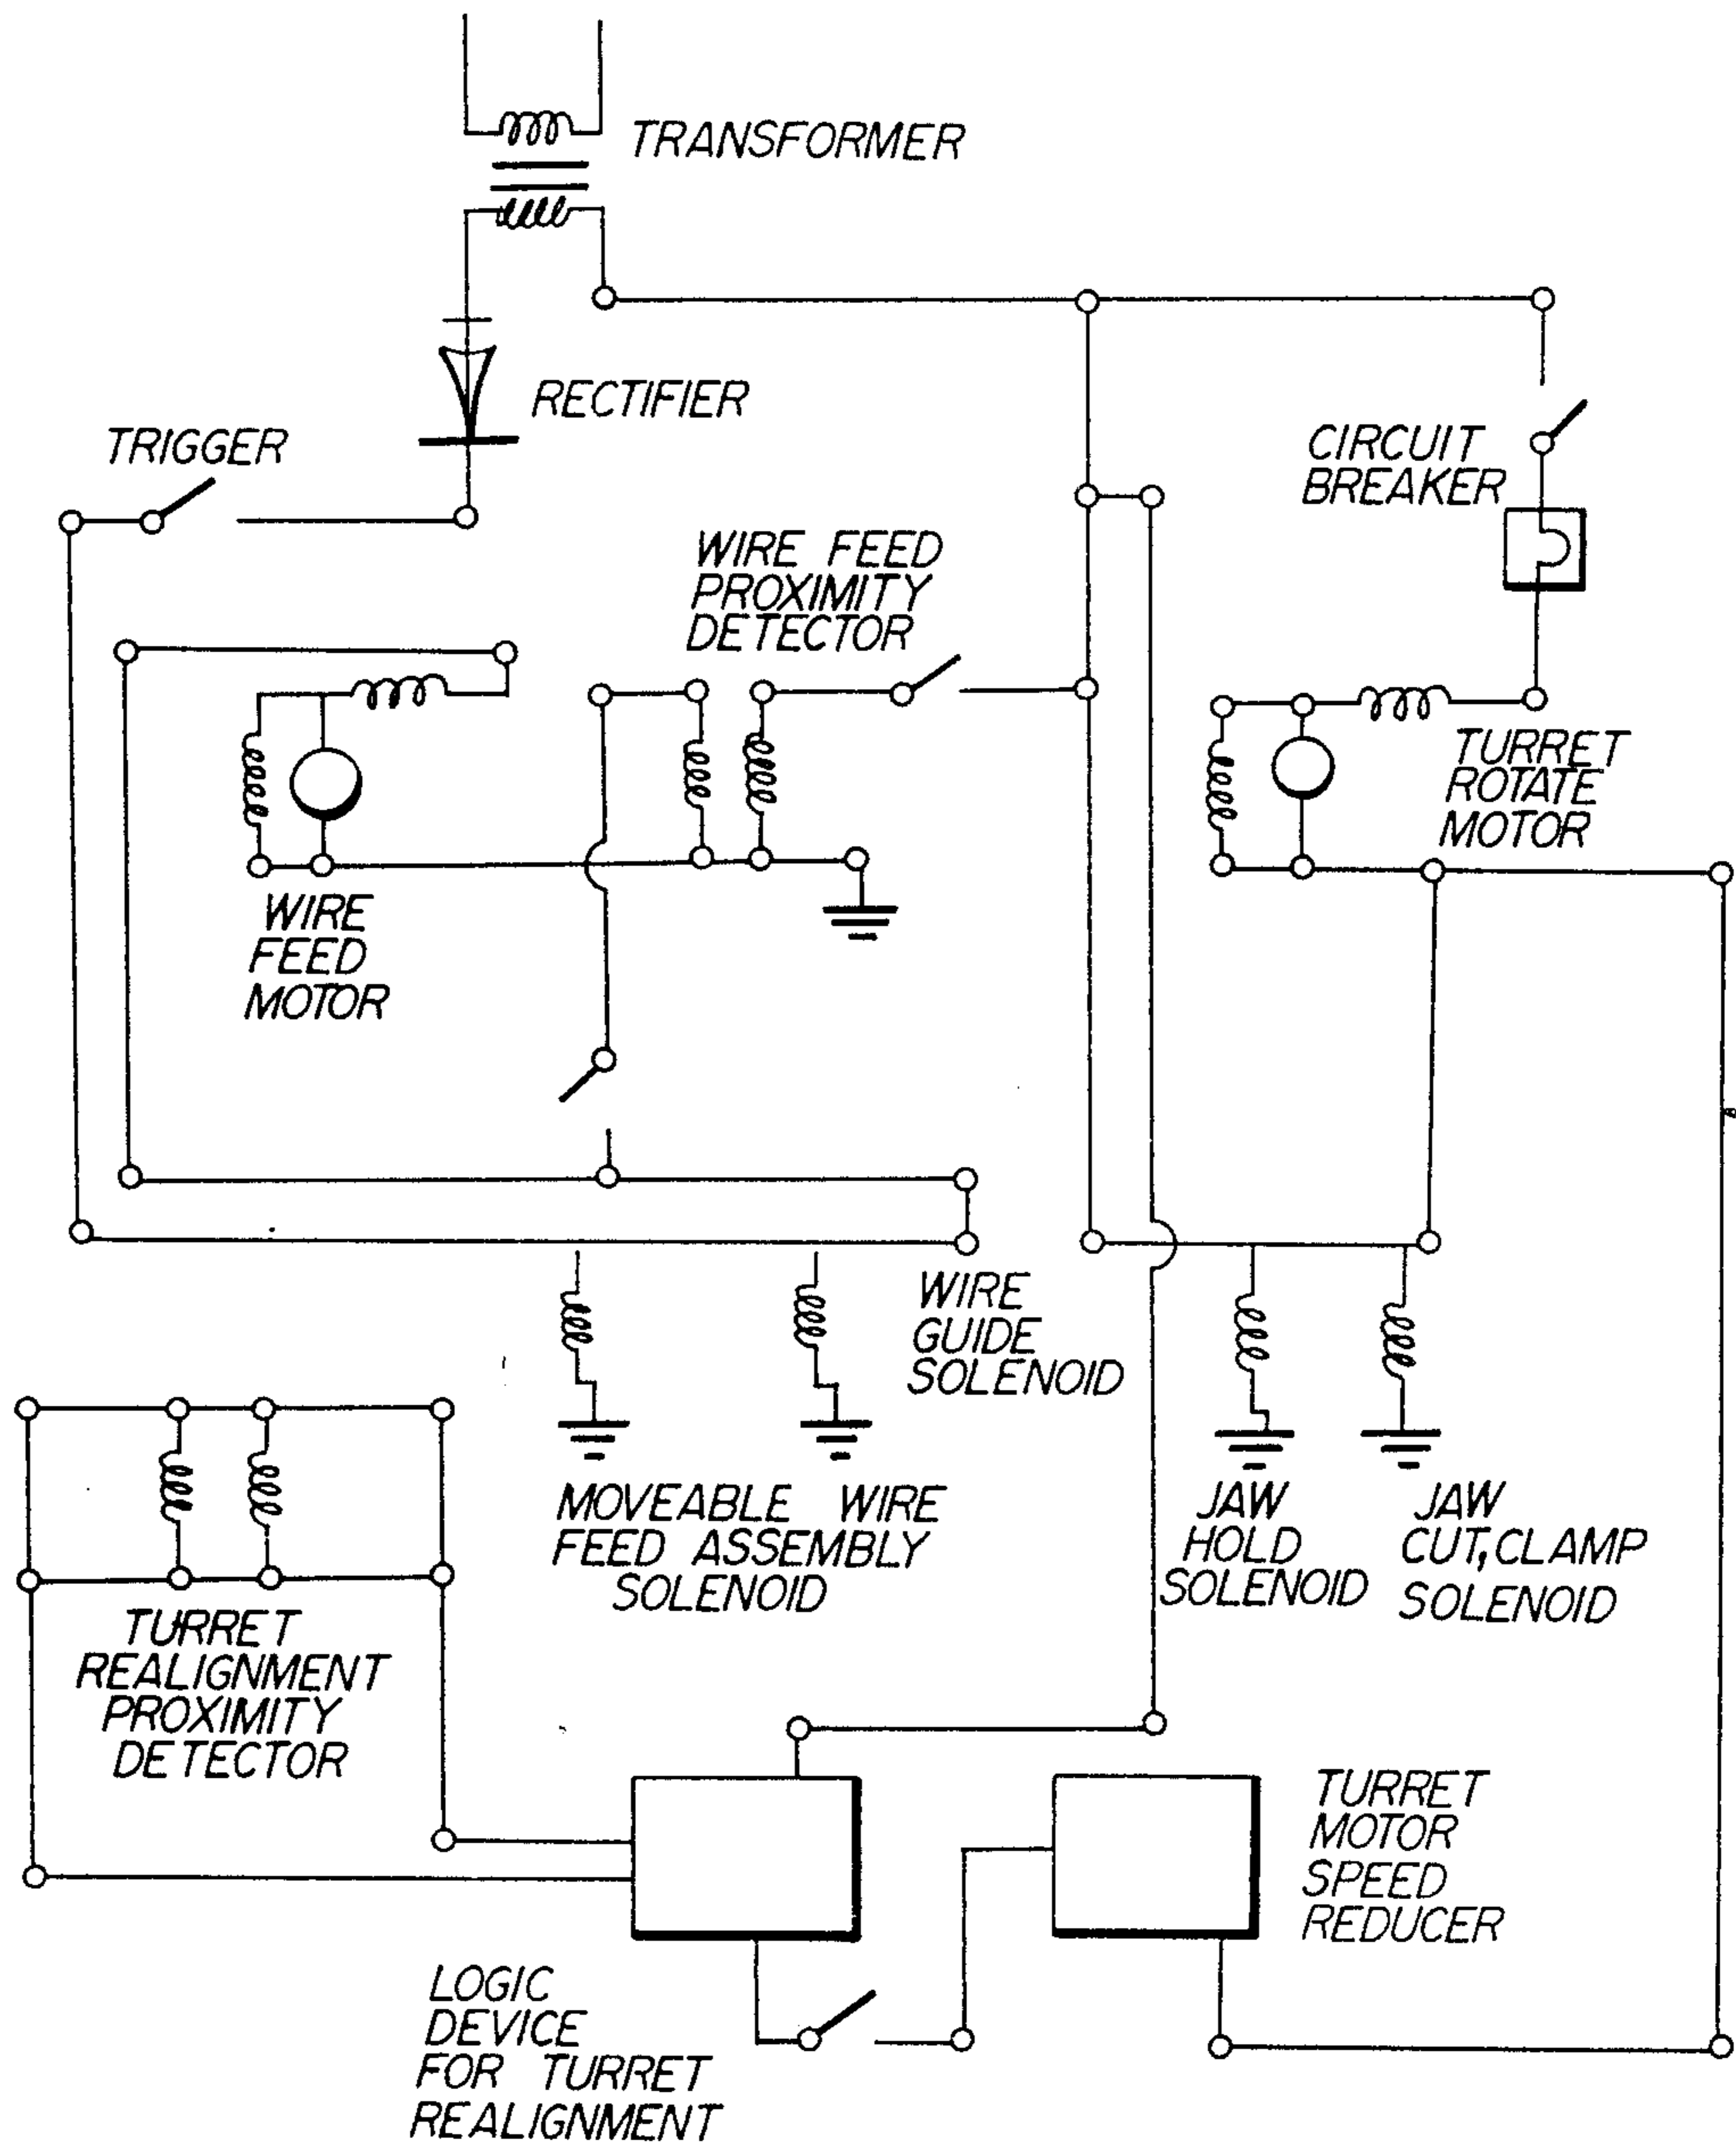 TRANSFORMER
RECTIFIER
TRIGGER
CIRCUIT
BREAKER
WIRE FEED
PROXIMITY
DETECTOR
TURRET
ROTATE
MOTOR
WIRE
FEED
MOTOR
WIRE
GUIDE
SOLENOID
MOVEABLE WIRE
FEED ASSEMBLY
SOLENOID
JAW
HOLD
SOLENOID
JAW
CUT, CLAMP
SOLENOID
TURRET
REALIGNMENT
PROXIMITY
DETECTOR
TURRET
MOTOR
SPEED
REDUCER
LOGIC
DEVICE
FOR TURRET
REALIGNMENT